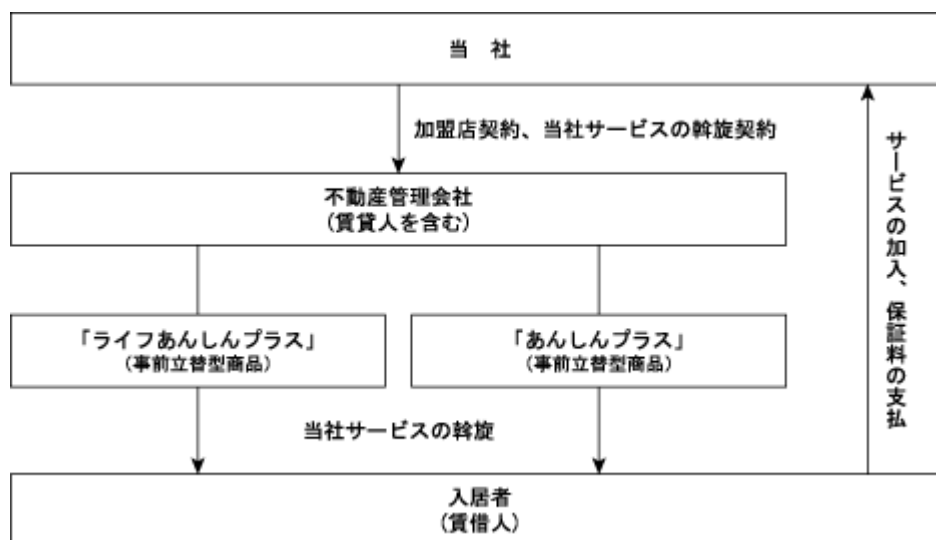 当　社
加盟店契約、当社サービスの斡旋契約
不動産管理会社
(賃貸人を含む)
「ライフあんしんプラス」
(事前立替型商品)
「あんしんプラス」
(事前立替型商品)
当社サービスの斡旋
サービスの加入、保証料の支払
入居者
(賃借人)